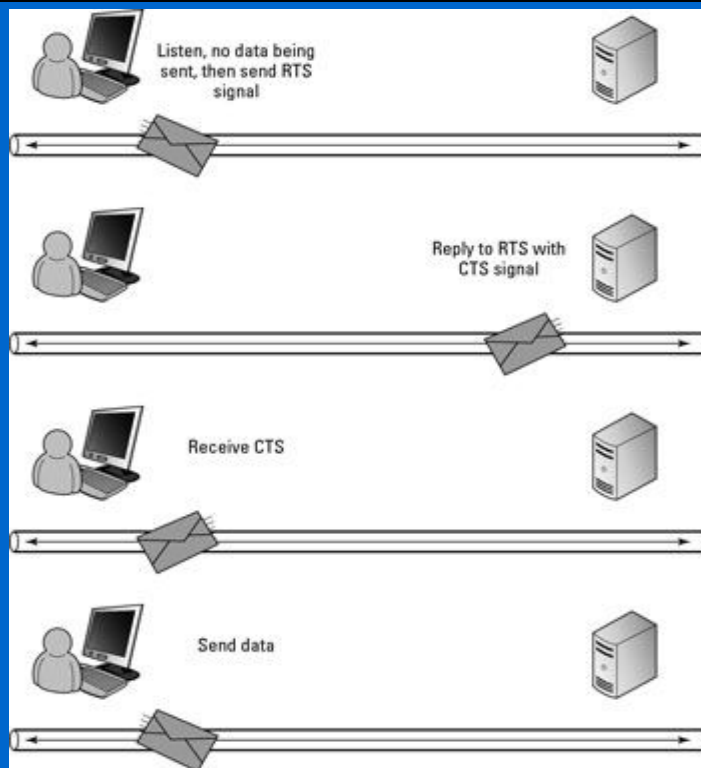 Listen, no data being
sent, then send RTS
signal
Reply to RTS with
CTS signal
Receive CTS
Send data